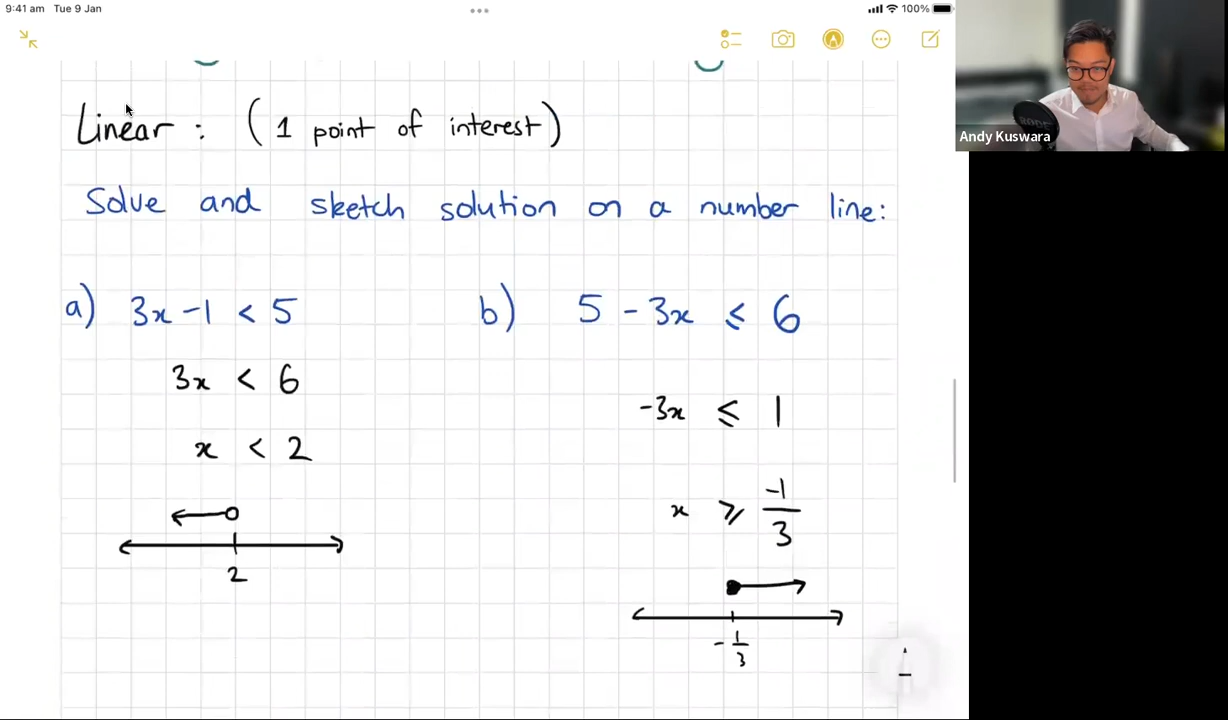 9:41 am Tue 9 Jan
100%
Linear : (1 point of interest)
Solve and sketch solution on a number line:
a) 3x - 1 < 5
3x < 6
x < 2
2
b) 5 - 3x ⩽ 6
-3x ⩽ 1
x ⩾ -1/3
-1/3
RODE
Andy Kuswara